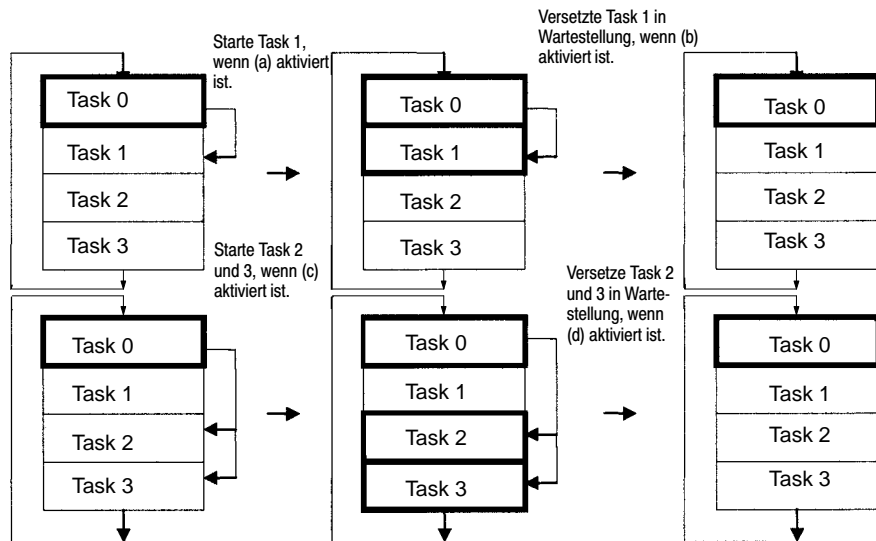 Starte Task 1,
wenn (a) aktiviert
ist.
Versetzte Task 1 in
Wartestellung, wenn (b)
aktiviert ist.
Task 0
Task 1
Task 2
Task 3
Task 0
Task 1
Task 2
Task 3
Task 0
Task 1
Task 2
Task 3
Starte Task 2
und 3, wenn (c)
aktiviert ist.
Versetze Task 2
und 3 in Warte-
stellung, wenn
(d) aktiviert ist.
Task 0
Task 1
Task 2
Task 3
Task 0
Task 1
Task 2
Task 3
Task 0
Task 1
Task 2
Task 3